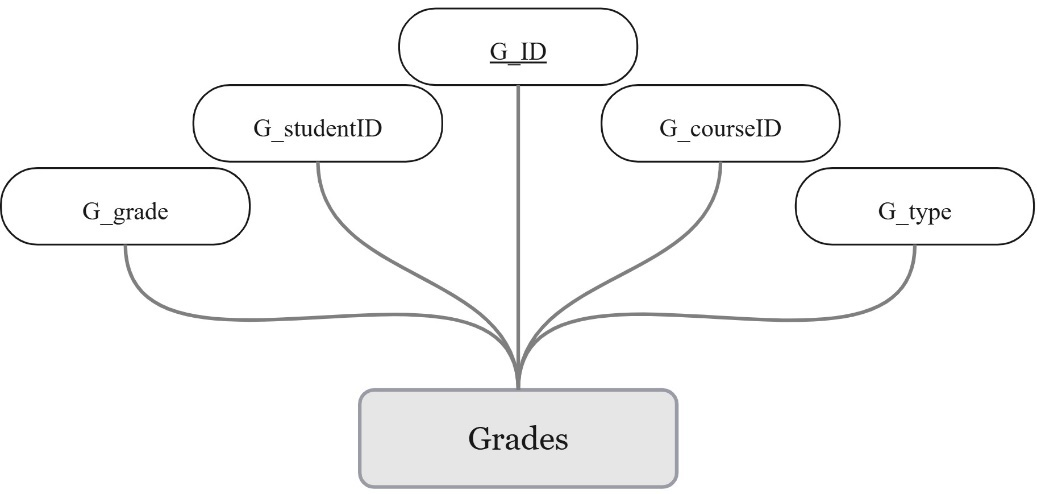 G_ID
G_studentID
G_courseID
G_grade
G_type
Grades